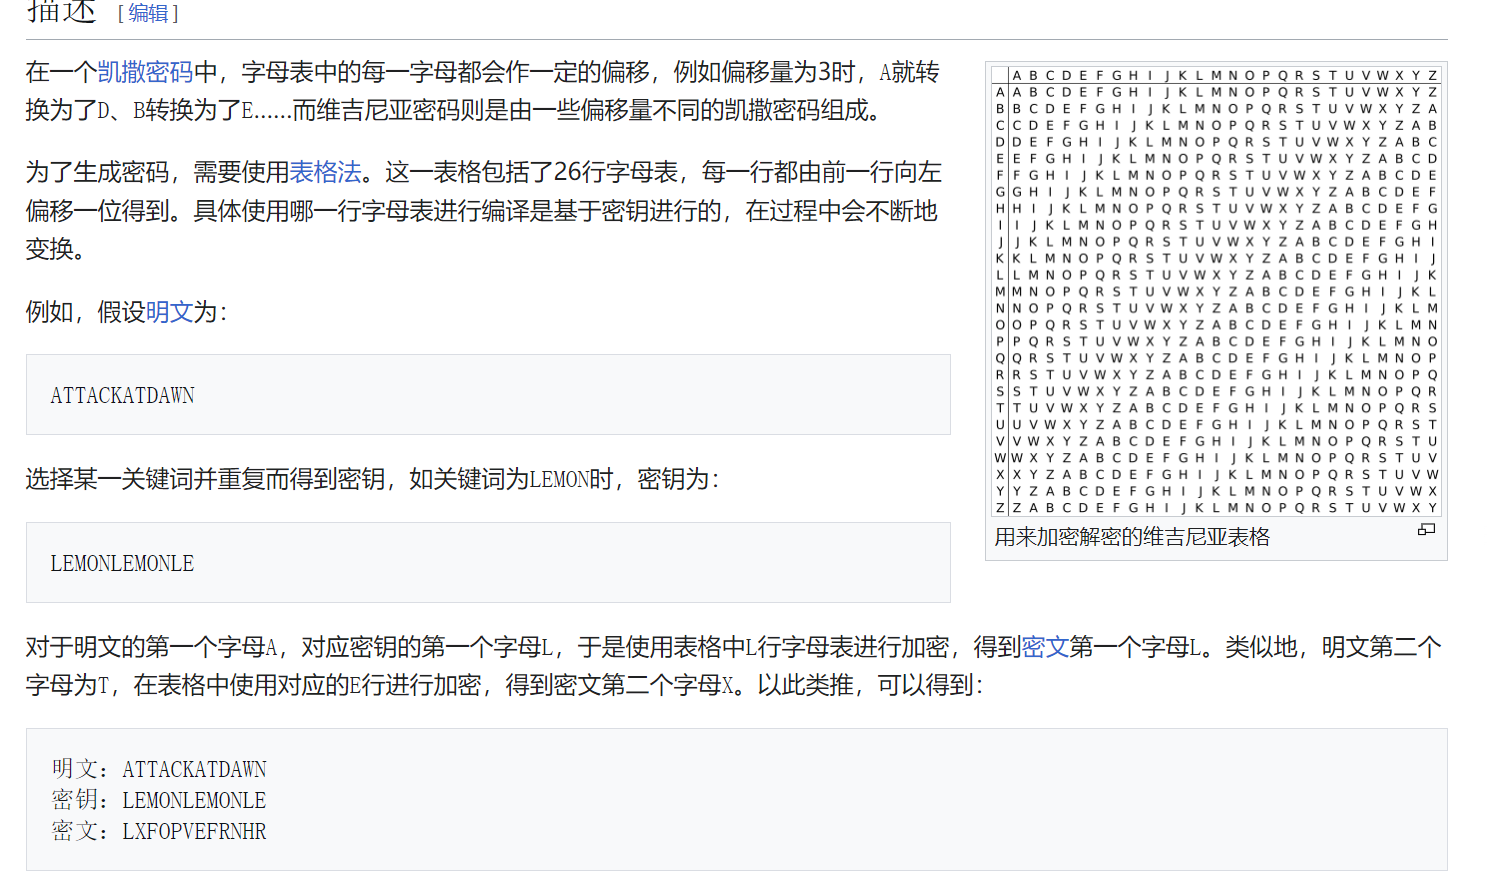 描述 [编辑]
在一个凯撒密码中，字母表中的每一字母都会作一定的偏移，例如偏移量为3时，A就转
换为了D、B转换为了E……而维吉尼亚密码则是由一些偏移量不同的凯撒密码组成。
为了生成密码，需要使用表格法。这一表格包括了26行字母表，每一行都由前一行向左
偏移一位得到。具体使用哪一行字母表进行编译是基于密钥进行的，在过程中会不断地
变换。
例如，假设明文为：
ATTACKATDAWN
选择某一关键词并重复而得到密钥，如关键词为LEMON时，密钥为：
LEMONLEMONLE
A B C D E F G H I J K L M N O P Q R S T U V W X Y Z
A A B C D E F G H I J K L M N O P Q R S T U V W X Y Z
B B C D E F G H I J K L M N O P Q R S T U V W X Y Z A
C C D E F G H I J K L M N O P Q R S T U V W X Y Z A B
D D E F G H I J K L M N O P Q R S T U V W X Y Z A B C
E E F G H I J K L M N O P Q R S T U V W X Y Z A B C D
F F G H I J K L M N O P Q R S T U V W X Y Z A B C D E
G G H I J K L M N O P Q R S T U V W X Y Z A B C D E F
H H I J K L M N O P Q R S T U V W X Y Z A B C D E F G
I I J K L M N O P Q R S T U V W X Y Z A B C D E F G H
J J K L M N O P Q R S T U V W X Y Z A B C D E F G H I
K K L M N O P Q R S T U V W X Y Z A B C D E F G H I J
L L M N O P Q R S T U V W X Y Z A B C D E F G H I J K
M M N O P Q R S T U V W X Y Z A B C D E F G H I J K L
N N O P Q R S T U V W X Y Z A B C D E F G H I J K L M
O O P Q R S T U V W X Y Z A B C D E F G H I J K L M N
P P Q R S T U V W X Y Z A B C D E F G H I J K L M N O
Q Q R S T U V W X Y Z A B C D E F G H I J K L M N O P
R R S T U V W X Y Z A B C D E F G H I J K L M N O P Q
S S T U V W X Y Z A B C D E F G H I J K L M N O P Q R
T T U V W X Y Z A B C D E F G H I J K L M N O P Q R S
U U V W X Y Z A B C D E F G H I J K L M N O P Q R S T
V V W X Y Z A B C D E F G H I J K L M N O P Q R S T U
W W X Y Z A B C D E F G H I J K L M N O P Q R S T U V
X X Y Z A B C D E F G H I J K L M N O P Q R S T U V W
Y Y Z A B C D E F G H I J K L M N O P Q R S T U V W X
Z Z A B C D E F G H I J K L M N O P Q R S T U V W X Y
用来加密解密的维吉尼亚表格
对于明文的第一个字母A，对应密钥的第一个字母L，于是使用表格中L行字母表进行加密，得到密文第一个字母L。类似地，明文第二个
字母为T，在表格中使用对应的E行进行加密，得到密文第二个字母X。以此类推，可以得到：
明文：ATTACKATDAWN
密钥：LEMONLEMONLE
密文：LXFOPVEFRNHR